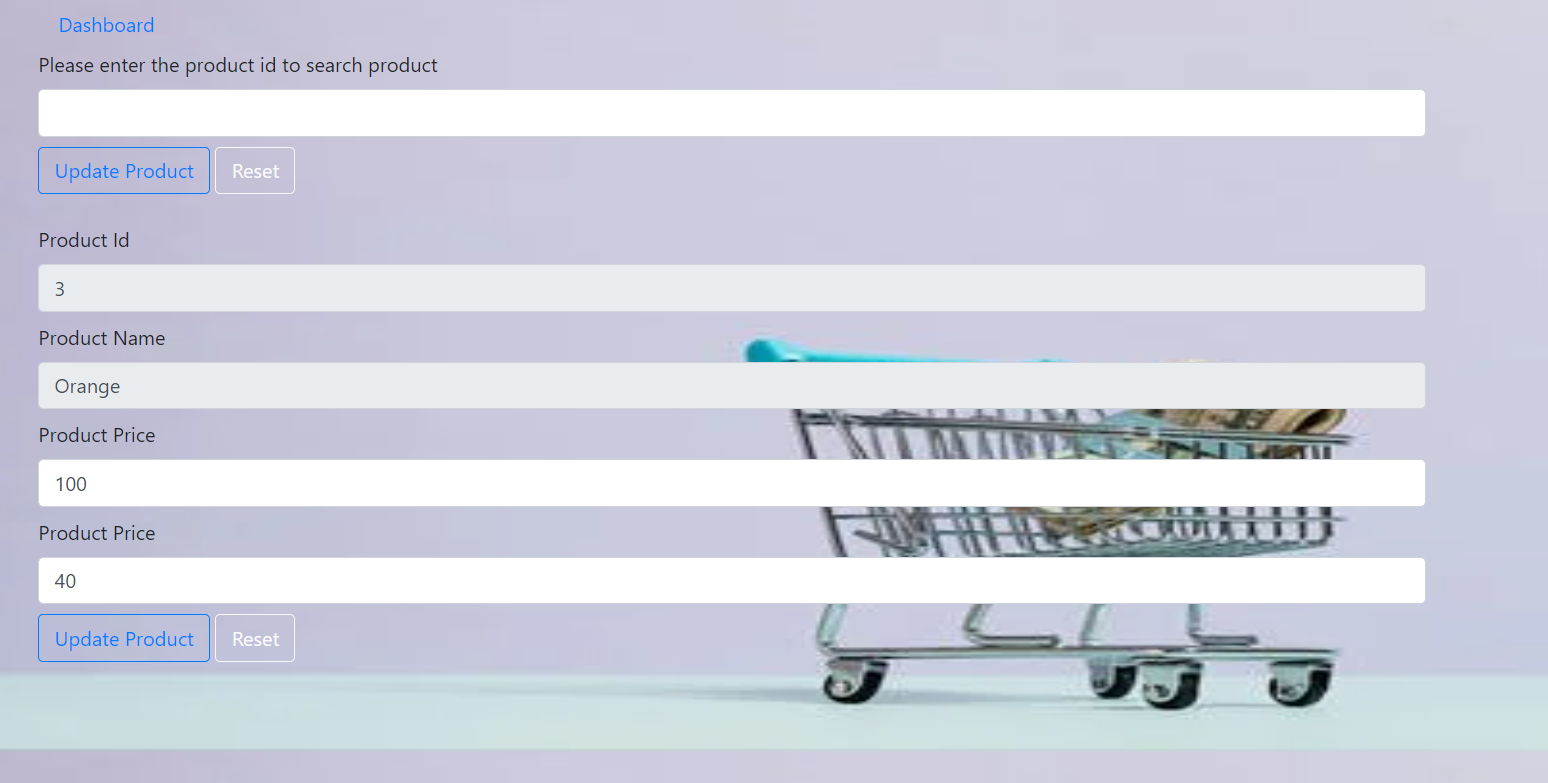 Dashboard
Please enter the product id to search product
Update Product Reset
Product Id
3
Product Name
Orange
Product Price
100
Product Price
40
Update Product Reset